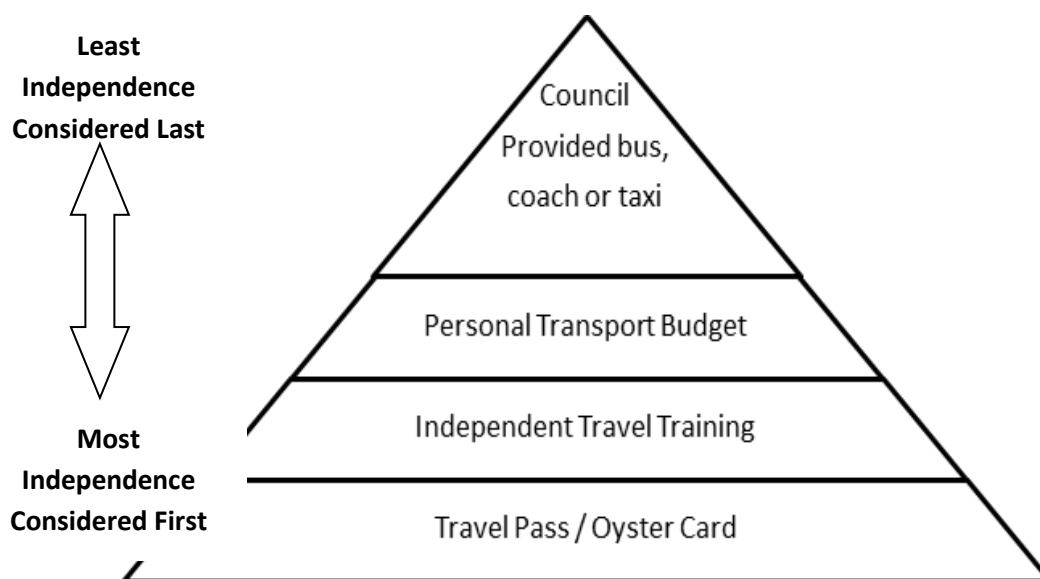 Least
Independence
Considered Last
Council
Provided bus,
coach or taxi
Personal Transport Budget
Independent Travel Training
Most
Independence
Considered First
Travel Pass / Oyster Card